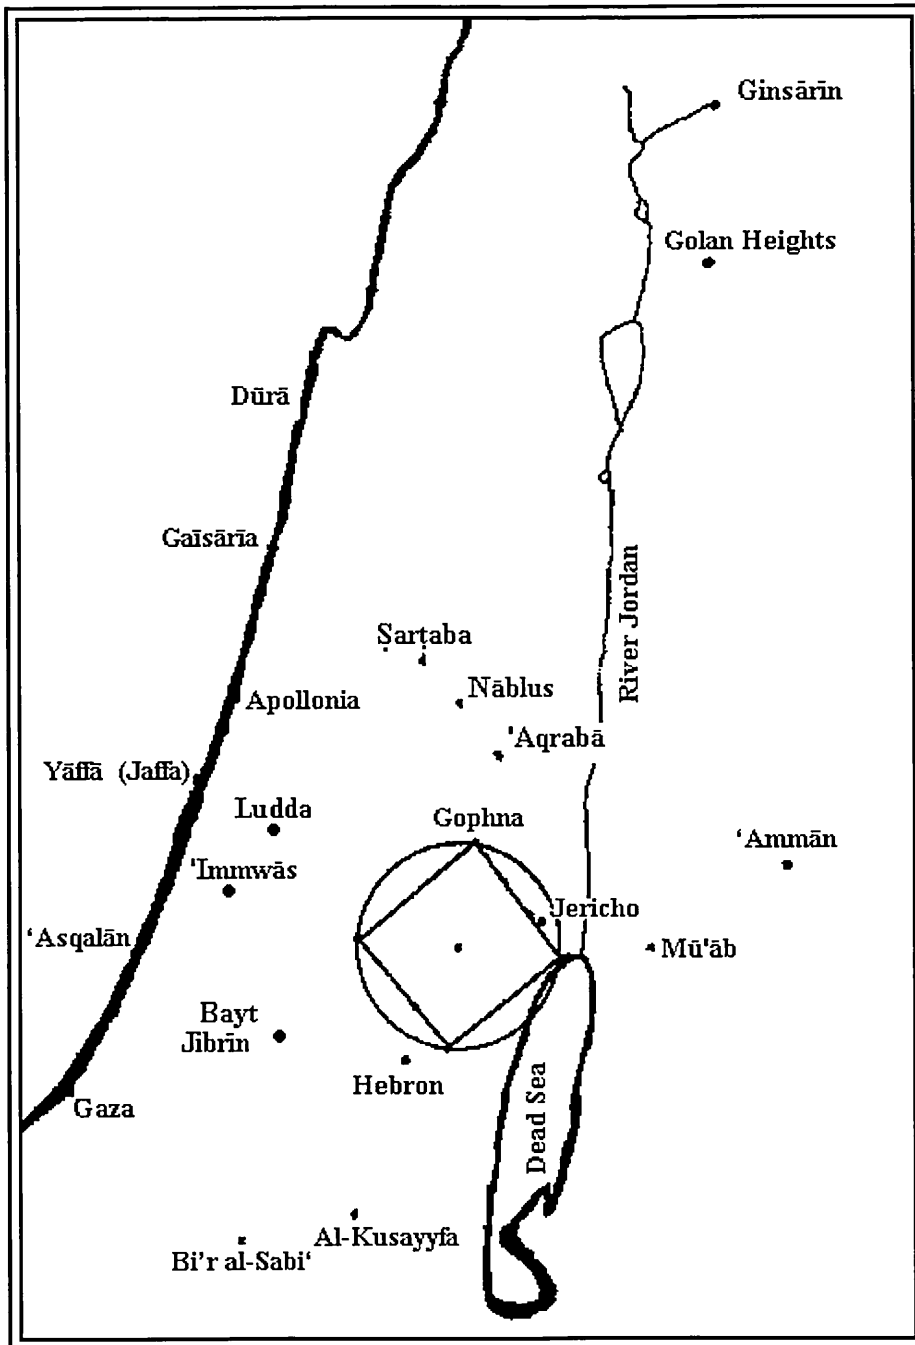 Ginsārīn
Golan Heights
Dūrā
Gaīsārīa
River Jordan
Ṣarṭaba
Nāblus
Apollonia
'Aqrabā
Yāffā (Jaffa)
Ludda
Gophna
‘Ammān
'Immwās
Jericho
‘Asqalān
Mū'āb
Bayt
Jībrīn
Hebron
Dead Sea
Gaza
Al-Kusayyfa
Bi’r al-Sabi‘